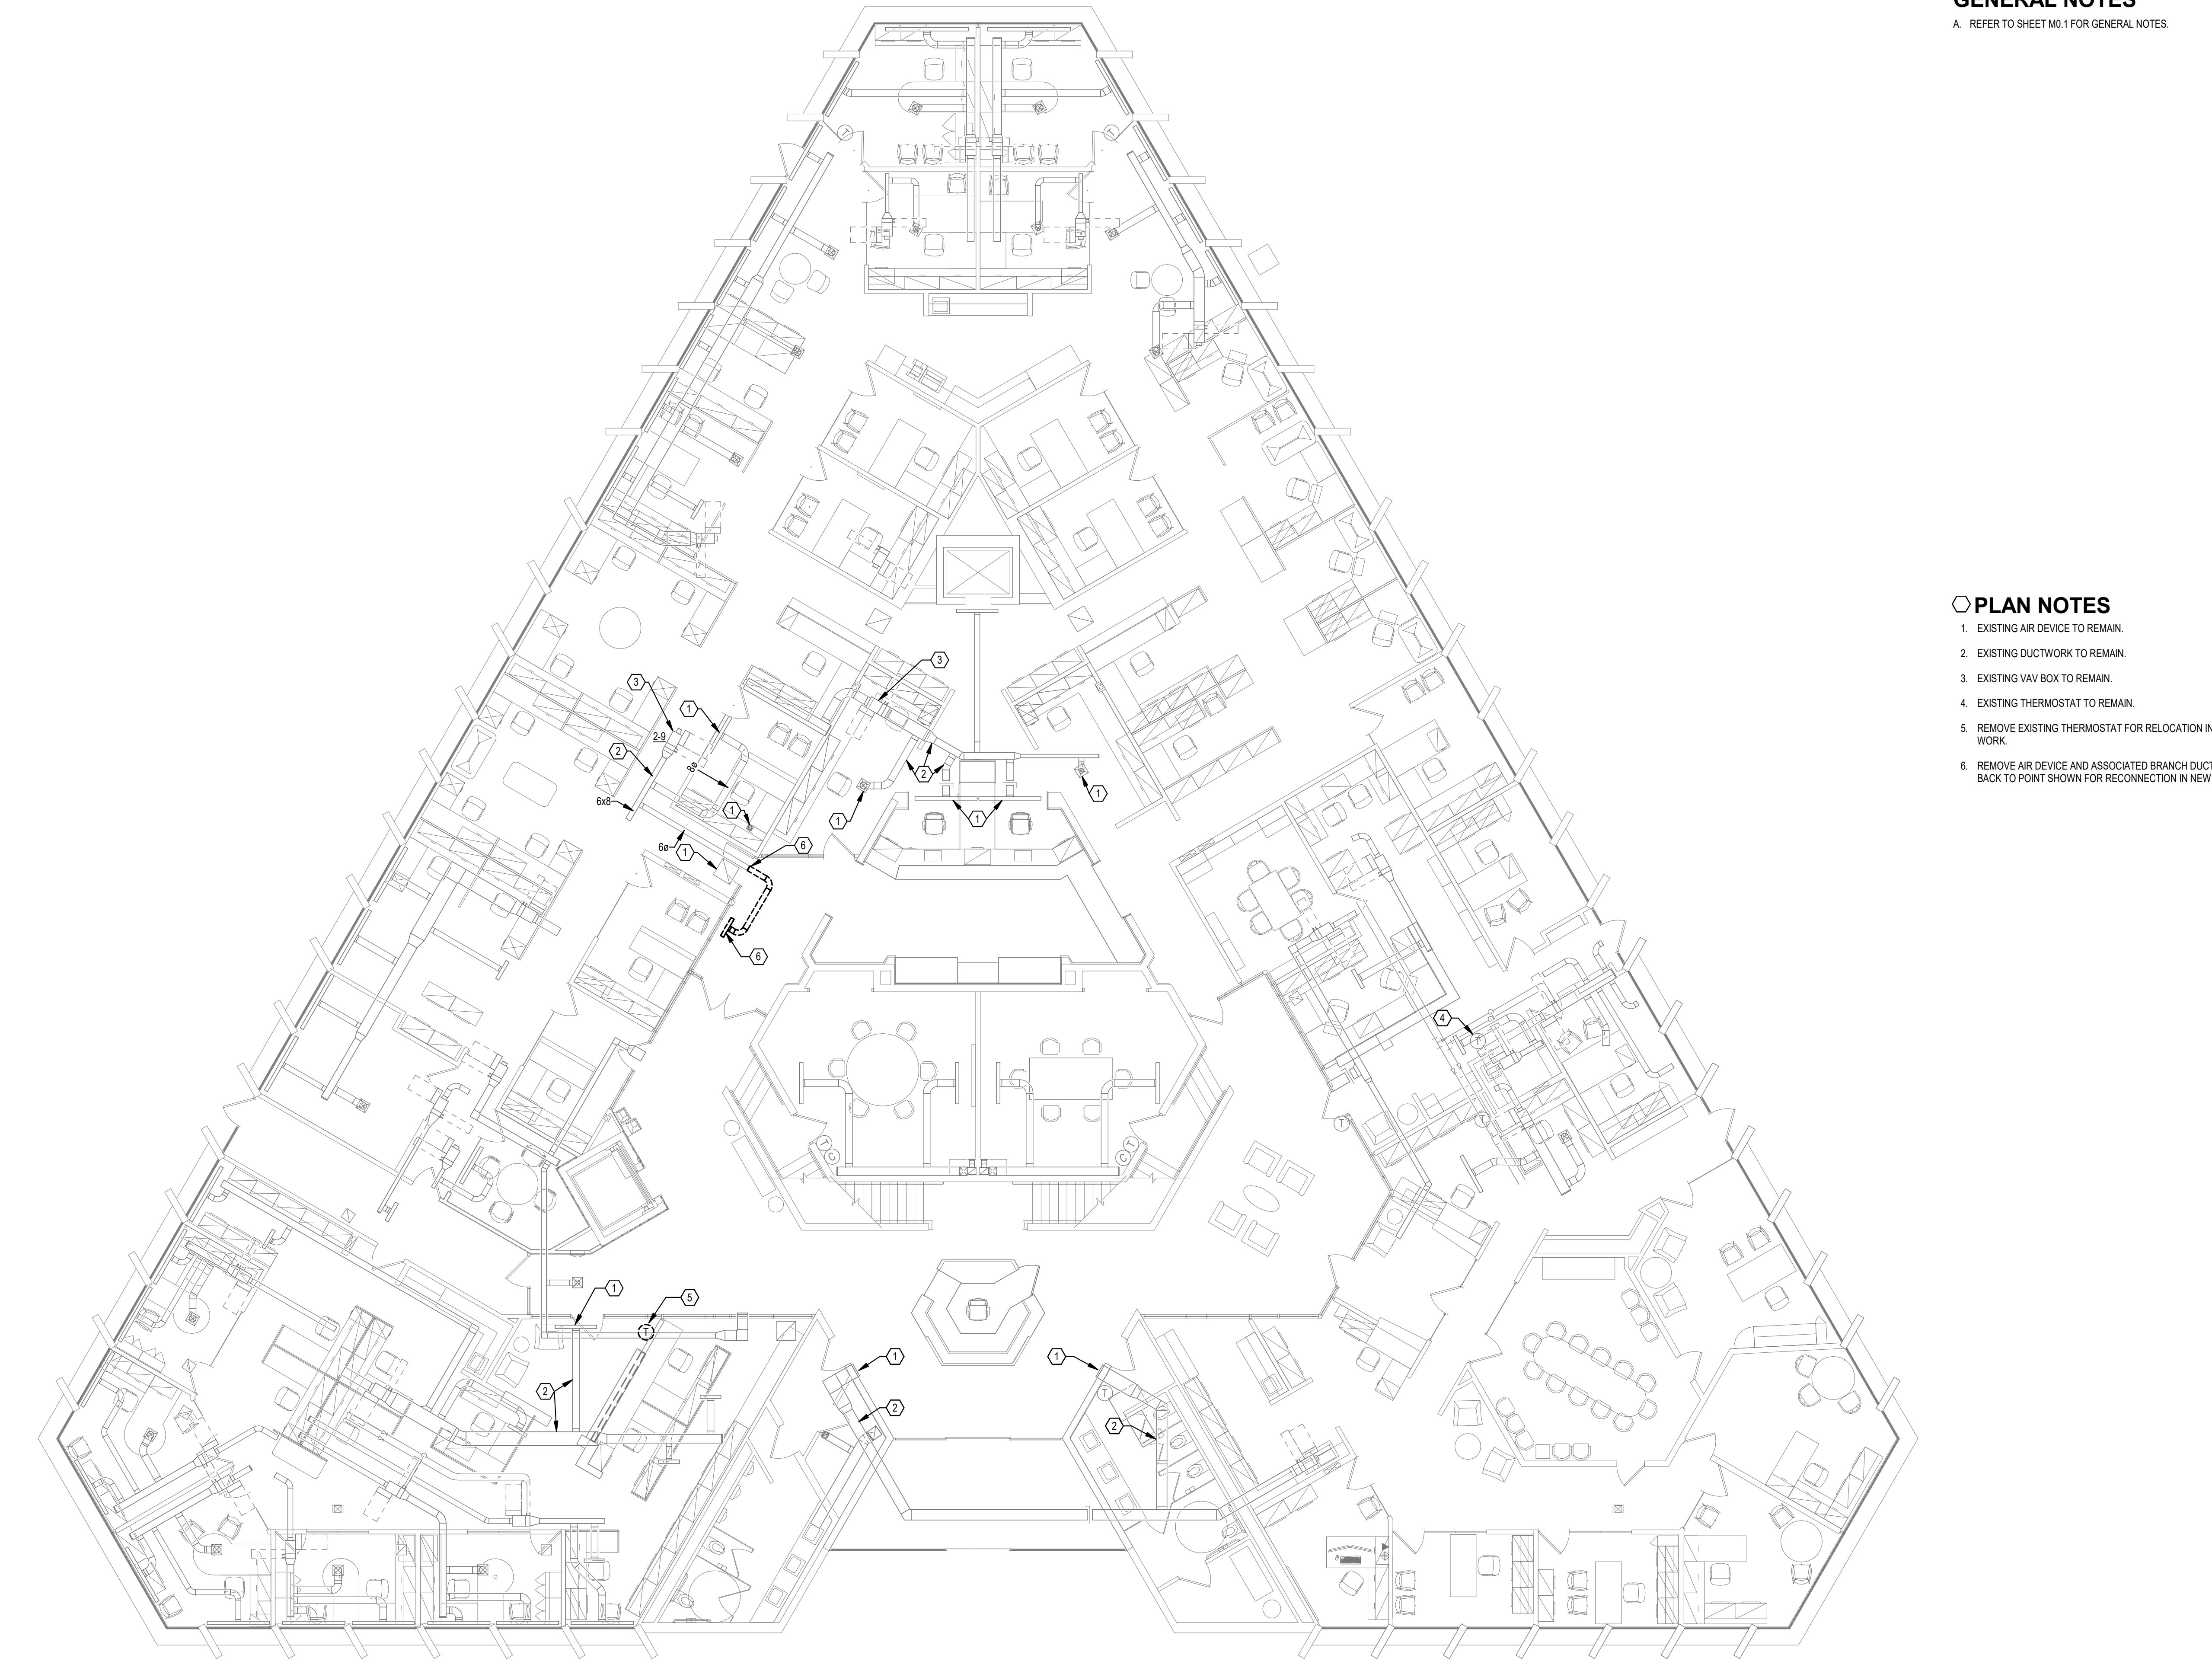 GENERAL NOTES
A. REFER TO SHEET M0.1 FOR GENERAL NOTES.
PLAN NOTES
1. EXISTING AIR DEVICE TO REMAIN.
2. EXISTING DUCTWORK TO REMAIN.
3. EXISTING VAV BOX TO REMAIN.
4. EXISTING THERMOSTAT TO REMAIN.
5. REMOVE EXISTING THERMOSTAT FOR RELOCATION IN
WORK.
6. REMOVE AIR DEVICE AND ASSOCIATED BRANCH DUCT
BACK TO POINT SHOWN FOR RECONNECTION IN NEW
T
T
3
3
1
2-9
2
8ø
2
1
6x8
1
1
1
1
6ø
1
6
6
4
T
T
T
T
C
T
C
1
5
T
1
1
2
T
2
2